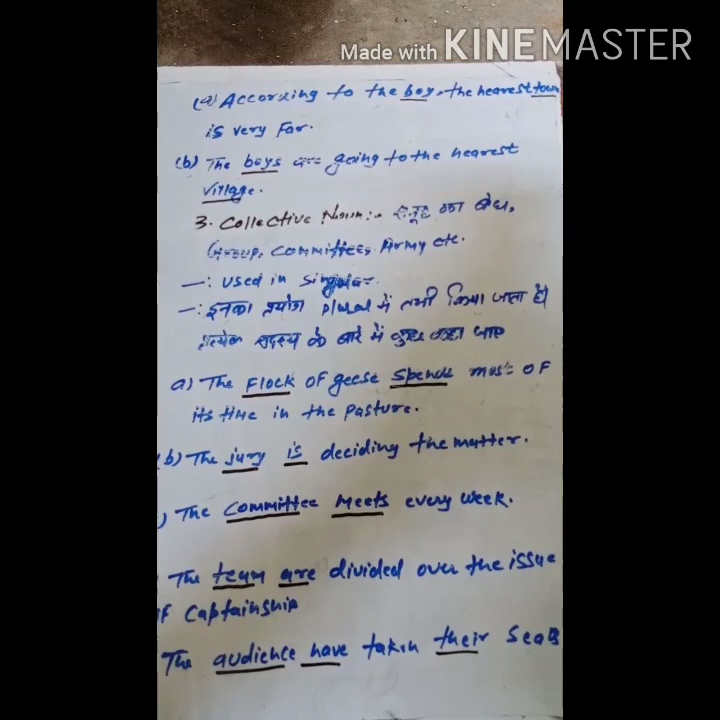 Made with KINEMASTER
(a) According to the boy, the nearest town
is very far.
(b) The boys are going to the nearest
village.
3. Collective Noun :- समूह का बोध,
Group, Committee, Army etc.
—: Used in Singular
—: इनका प्रयोग plural में तभी किया जाता है।
प्रत्येक सदस्य के बारे में कुछ कहा जाए
a) The Flock of geese spends most of
its time in the pasture.
(b) The jury is deciding the matter.
) The Committee Meets every week.
The team are divided over the issue
of Captainship
The audience have taken their seats